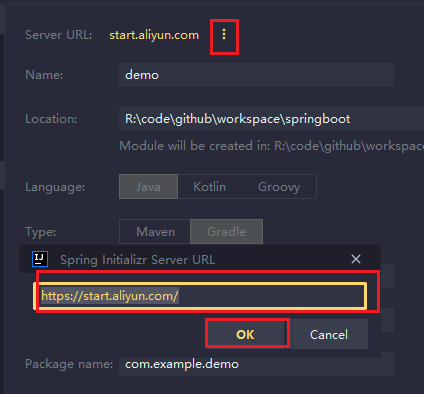 Server URL: start.aliyun.com
Name: demo
Location: R:\code\github\workspace\springboot
Module will be created in: R:\code\github\workspac
Language: Java Kotlin Groovy
Type: Maven Gradle
IJ Spring Initializr Server URL
https://start.aliyun.com/
OK Cancel
Package name: com.example.demo